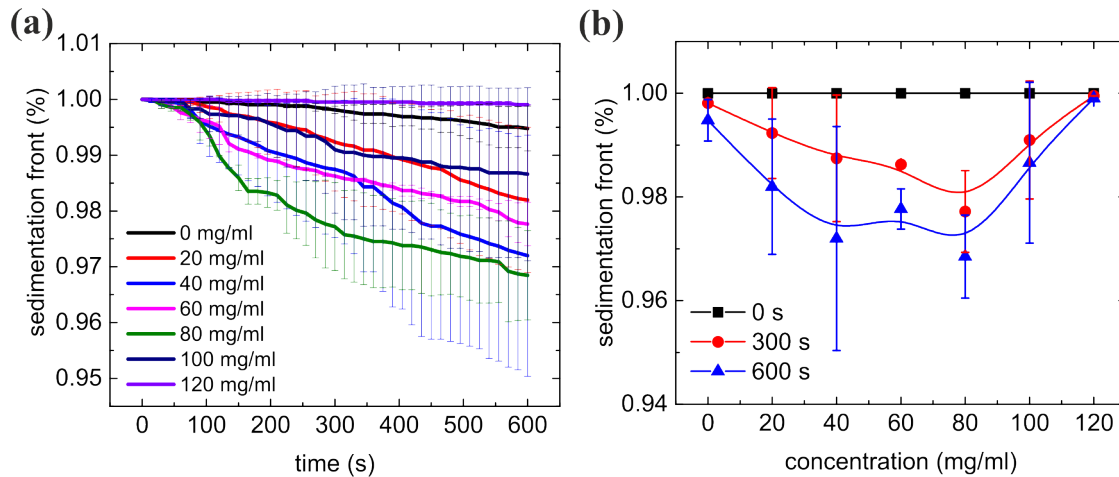 (a)
1.01
1.00
0.99
0.98
0.97
0.96
0.95
sedimentation front (%)
0 mg/ml
20 mg/ml
40 mg/ml
60 mg/ml
80 mg/ml
100 mg/ml
120 mg/ml
0 100 200 300 400 500 600
time (s)
(b)
1.00
0.98
0.96
0.94
sedimentation front (%)
0 s
300 s
600 s
0 20 40 60 80 100 120
concentration (mg/ml)